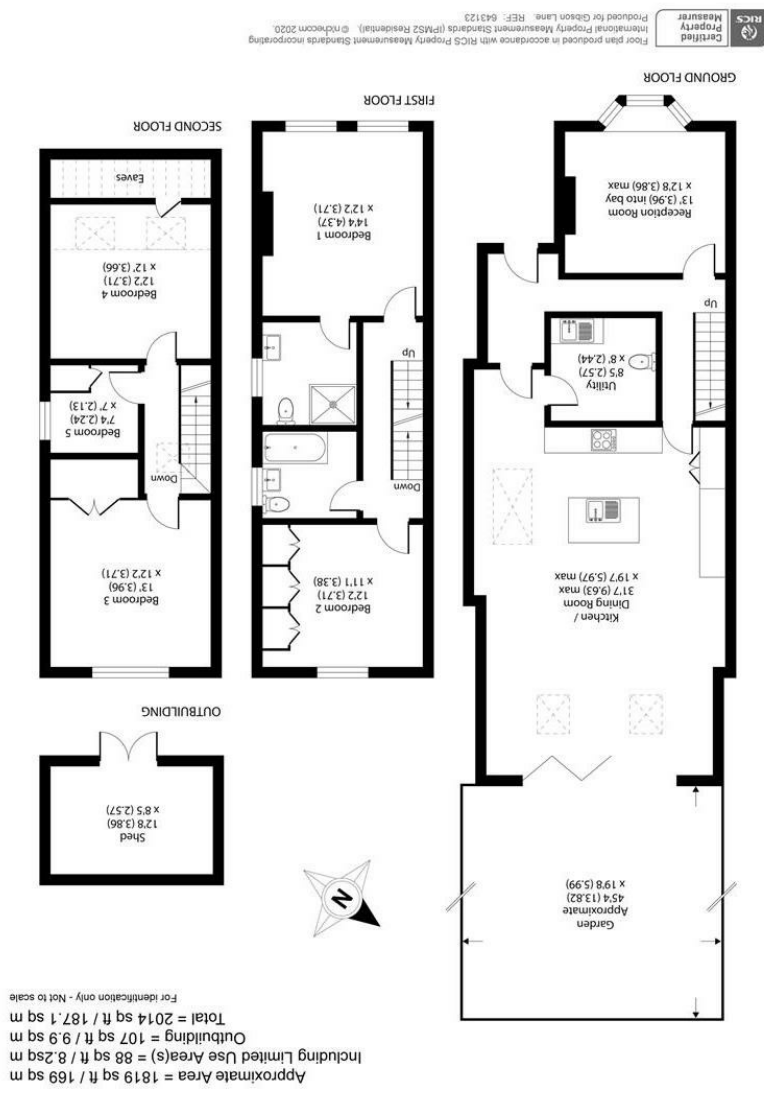 Approximate Area = 1819 sq ft / 169 sq m
Including Limited Use Area(s) = 88 sq ft / 8.2sq m
Outbuilding = 107 sq ft / 9.9 sq m
Total = 2014 sq ft / 187.1 sq m
For identification only - Not to scale
Garden
Approximate
45'4 (13.82)
x 19'8 (5.99)
N
Shed
12'8 (3.86)
x 8'5 (2.57)
OUTBUILDING
Kitchen /
Dining Room
31'7 (9.63) max
x 19'7 (5.97) max
Utility
8'5 (2.57)
x 8' (2.44)
Up
Reception Room
13' (3.96) into bay
x 12'8 (3.86) max
GROUND FLOOR
Bedroom 2
12'2 (3.71)
x 11'1 (3.38)
Down
Up
Bedroom 1
14'4 (4.37)
x 12'2 (3.71)
FIRST FLOOR
Bedroom 3
13' (3.96)
x 12'2 (3.71)
Down
Bedroom 5
7'4 (2.24)
x 7' (2.13)
Bedroom 4
12'2 (3.71)
x 12' (3.66)
Eaves
SECOND FLOOR
RICS
Certified
Property
Measurer
Floor plan produced in accordance with RICS Property Measurement Standards incorporating
International Property Measurement Standards (IPMS2 Residential). © nichecom 2020.
Produced for Gibson Lane. REF: 643123